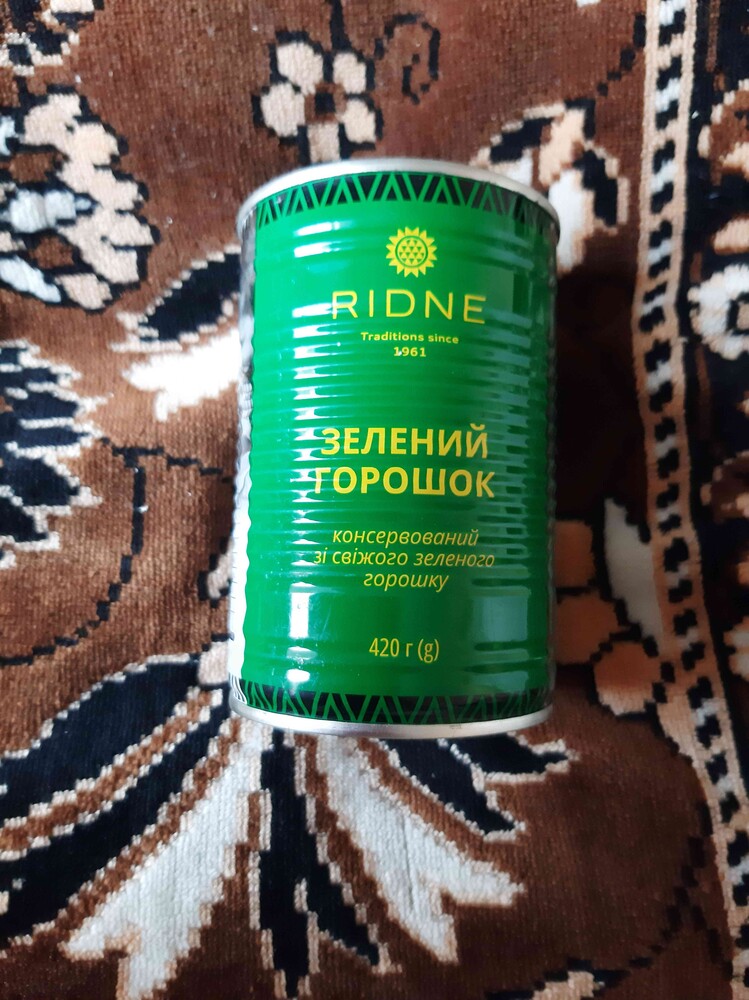 RIDNE
Traditions since
1961
ЗЕЛЕНИЙ
ГОРОШОК
консервований
зі свіжого зеленого
горошку
420 г (g)